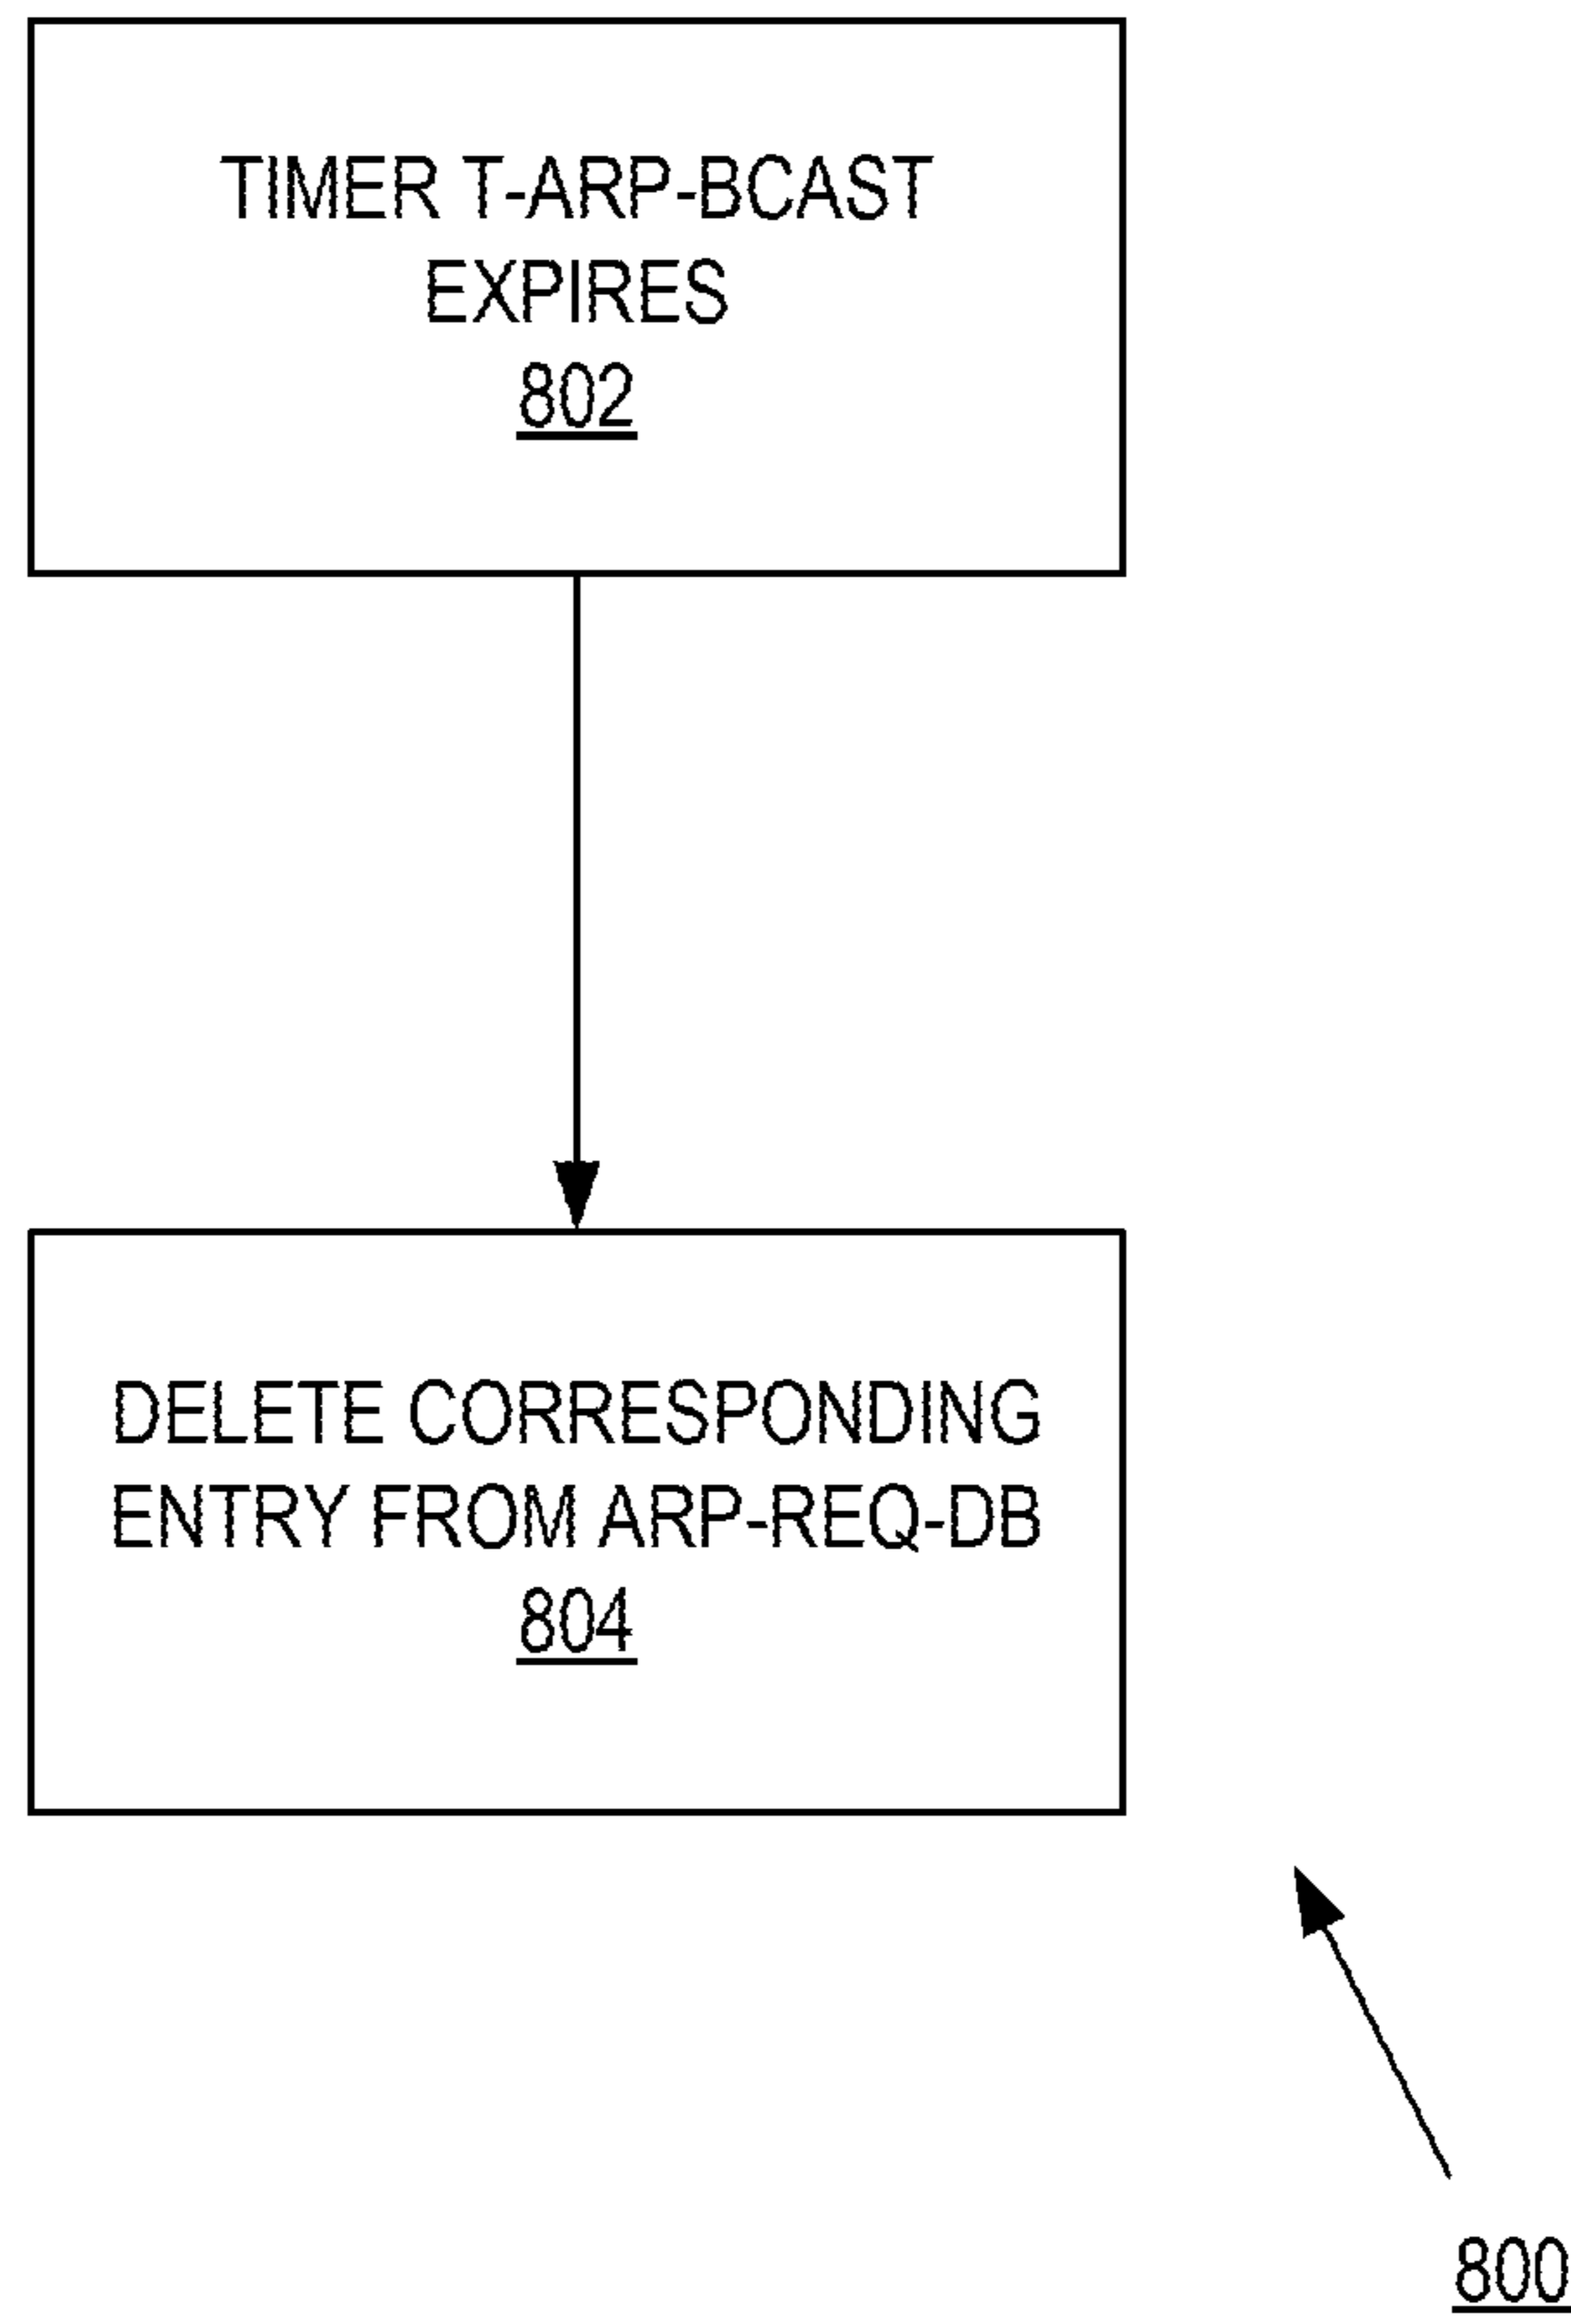 TIMER T-ARP-BCAST
EXPIRES
802
DELETE CORRESPONDING
ENTRY FROM ARP-REQ-DB
804
800